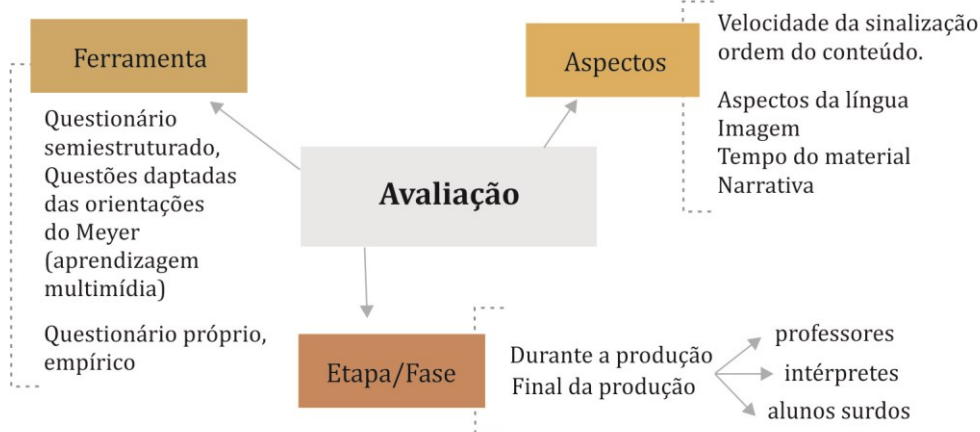 Ferramenta
Questionário
semiestruturado,
Questões daptadas
das orientações
do Meyer
(aprendizagem
multimídia)
Questionário próprio,
empírico
Avaliação
Aspectos
Velocidade da sinalização
ordem do conteúdo.
Aspectos da língua
Imagem
Tempo do material
Narrativa
Etapa/Fase
Durante a produção
Final da produção
professores
intérpretes
alunos surdos